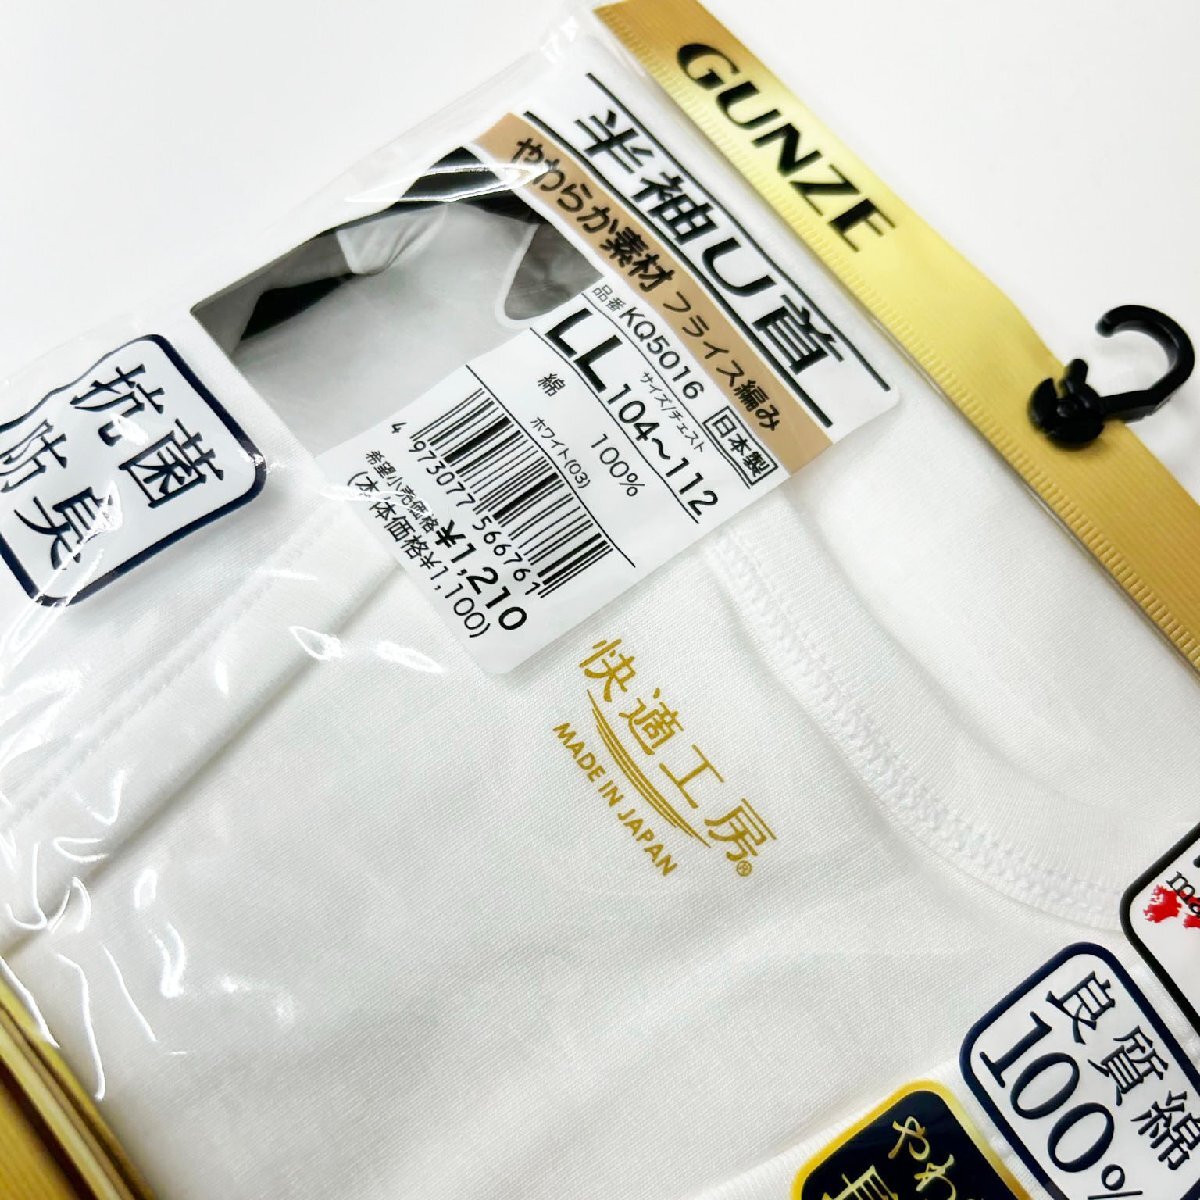 GUNZE
半袖U首
やわらか素材 フライス編み
品番 KQ5016 日本製
サイズ/チェスト
LL 104~112
綿 100%
ホワイト(03)
4 973077 566761
希望小売価格 ¥1,210
(本体価格¥1,100)
抗菌
防臭
快適工房®
MADE IN JAPAN
良質綿
100%
やわ